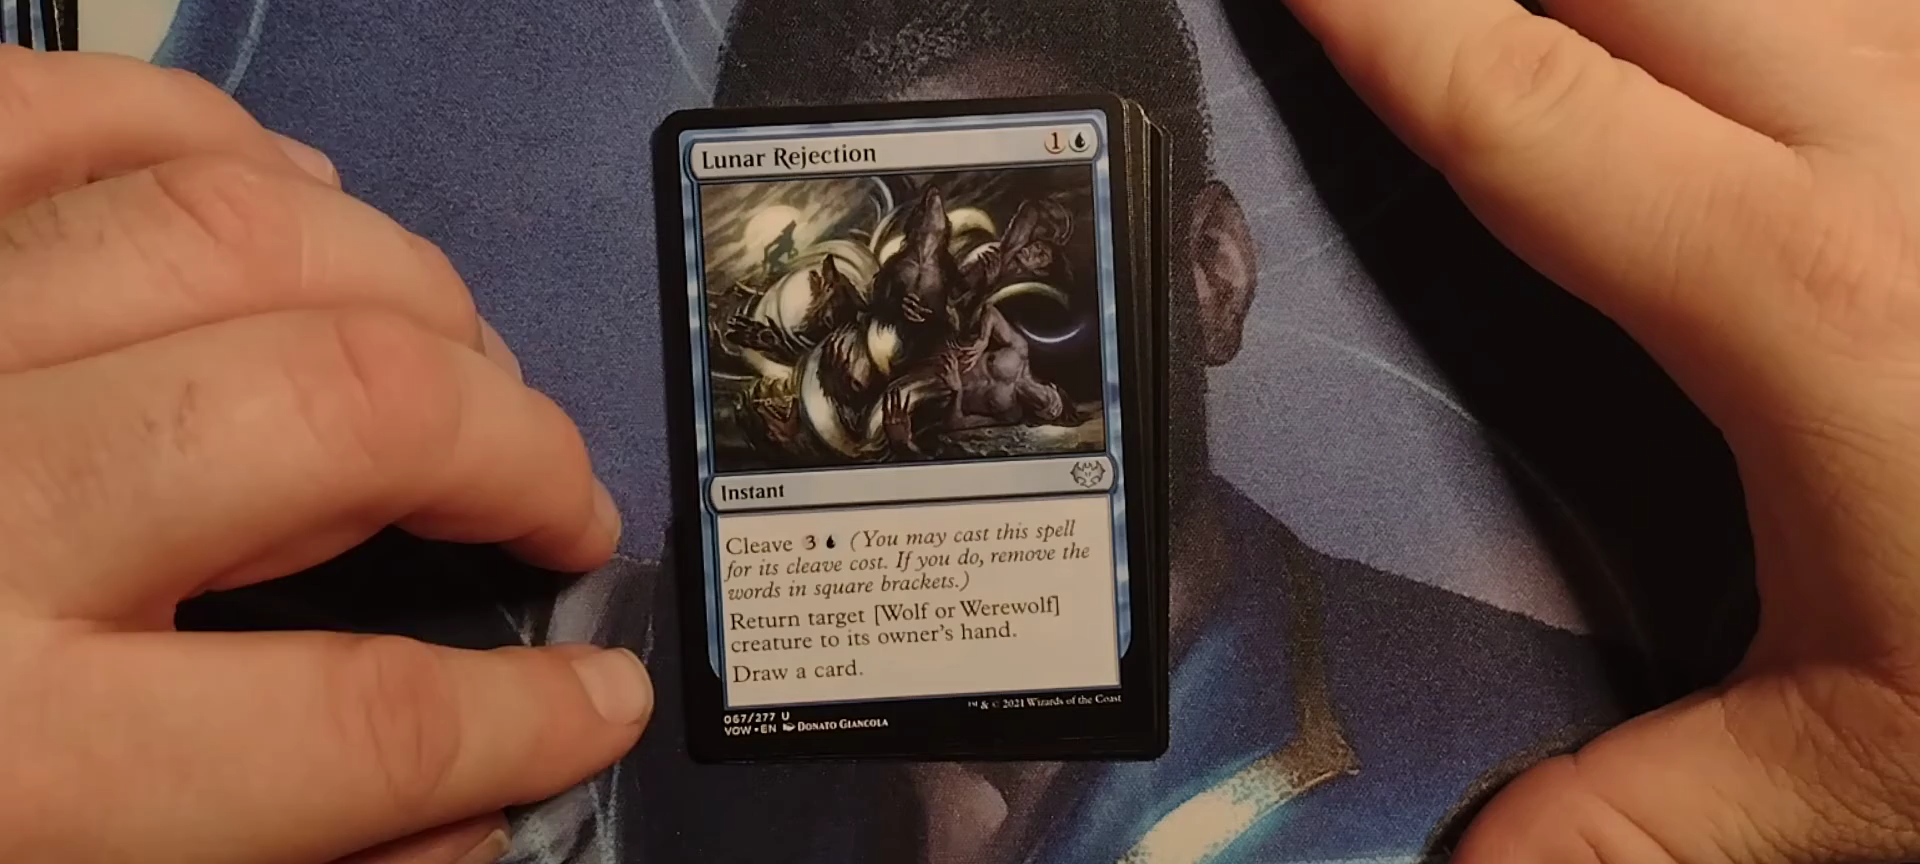 Lunar Rejection 1
Instant
Cleave 3 (You may cast this spell
for its cleave cost. If you do, remove the
words in square brackets.)
Return target [Wolf or Werewolf]
creature to its owner's hand.
Draw a card.
067/277 U
VOW • EN Donato Giancola
™ & © 2021 Wizards of the Coast